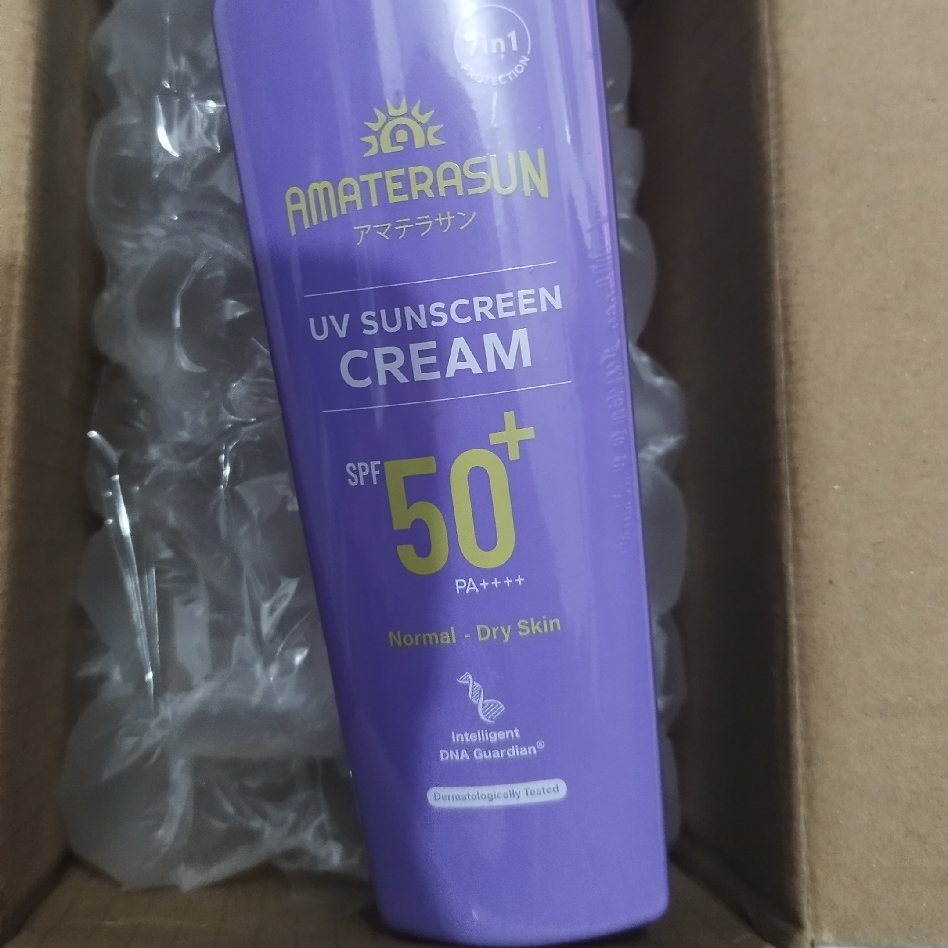 7in1
PROTECTION
AMATERASUN
アマテラサン
UV SUNSCREEN
CREAM
SPF 50+
PA++++
Normal - Dry Skin
Intelligent
DNA Guardian®
Dermatologically Tested